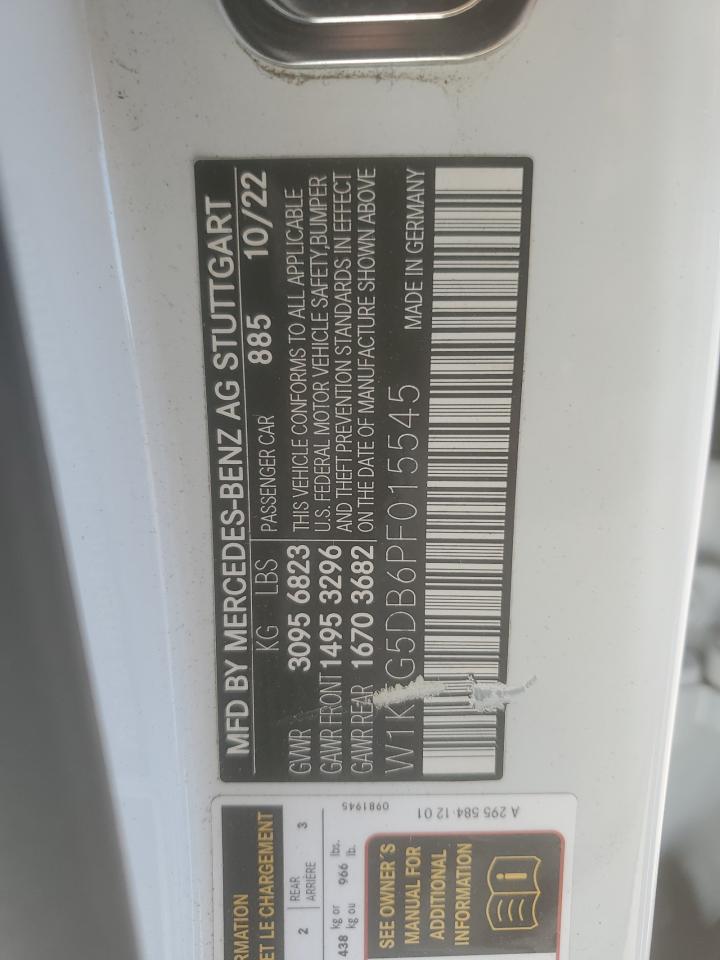 MFD BY MERCEDES-BENZ AG STUTTGART
KG LBS PASSENGER CAR 885 10/22
GVWR 3095 6823
GAWR FRONT 1495 3296
GAWR REAR 1670 3682
THIS VEHICLE CONFORMS TO ALL APPLICABLE
U.S. FEDERAL MOTOR VEHICLE SAFETY,BUMPER
AND THEFT PREVENTION STANDARDS IN EFFECT
ON THE DATE OF MANUFACTURE SHOWN ABOVE
W1K G5DB6PF015545 MADE IN GERMANY
RMATION
ET LE CHARGEMENT
2 REAR 3
ARRIÈRE
438 kg or 966 lbs.
kg ou lb.
0981945
SEE OWNER'S
MANUAL FOR
ADDITIONAL
INFORMATION
A 295 584 12 01